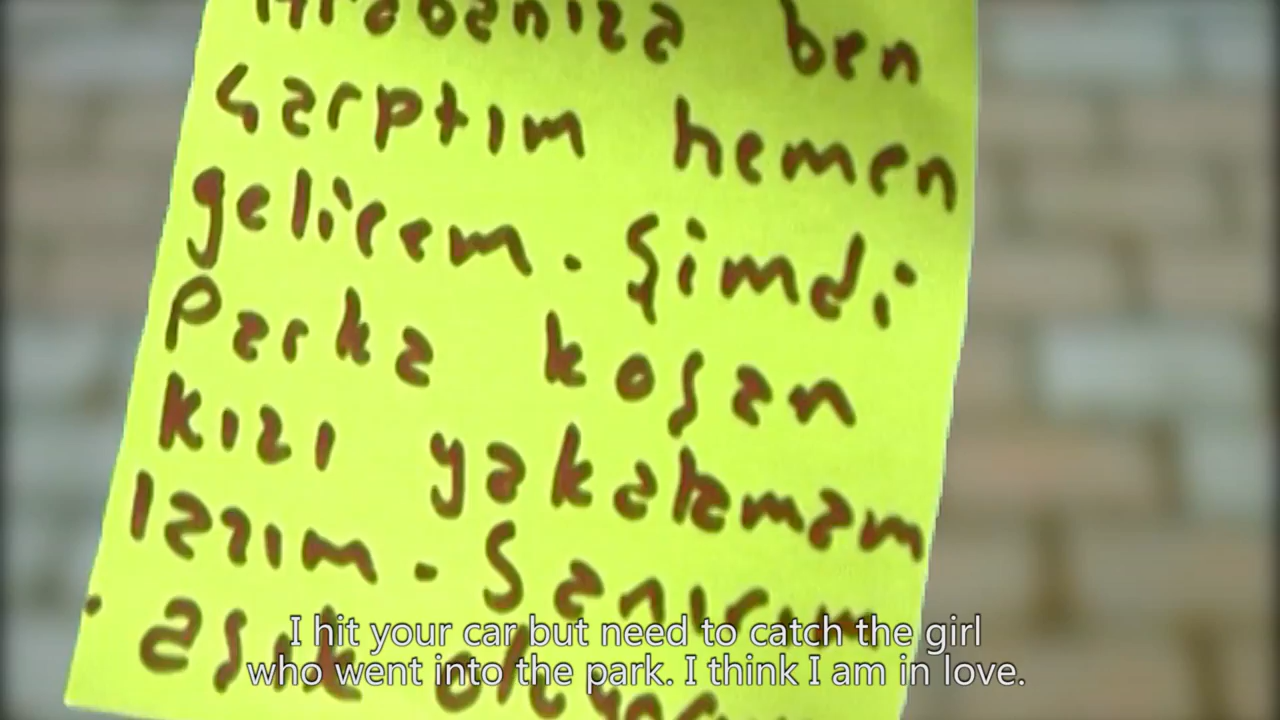 Arabanıza ben
çarptım hemen
gelicem. Şimdi
Parka koşan
kızı yakalamam
lazım. Sanırım
aşık oluyorum
I hit your car but need to catch the girl
who went into the park. I think I am in love.